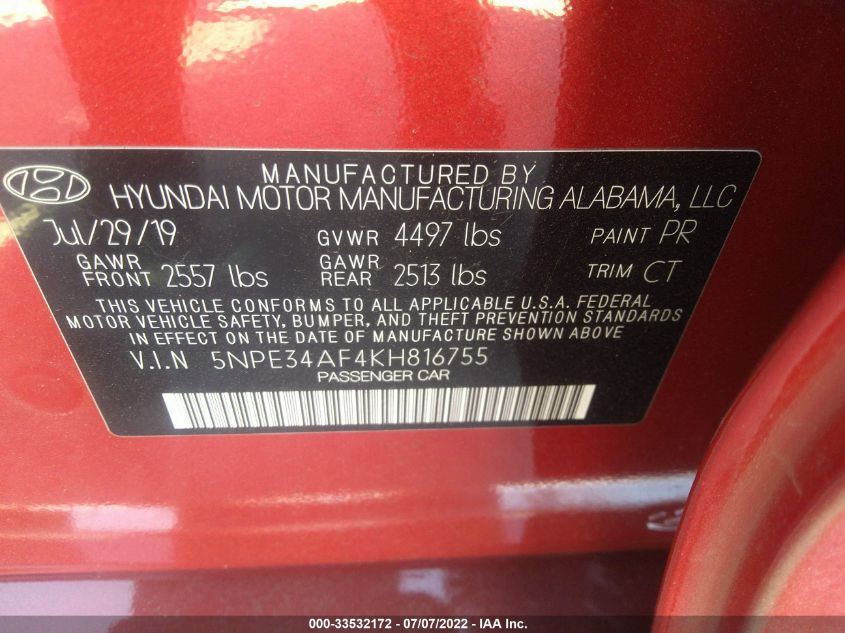 MANUFACTURED BY
HYUNDAI MOTOR MANUFACTURING ALABAMA, LLC
Jul/29/19 GVWR 4497 lbs PAINT PR
GAWR FRONT 2557 lbs GAWR REAR 2513 lbs TRIM CT
THIS VEHICLE CONFORMS TO ALL APPLICABLE U.S.A. FEDERAL
MOTOR VEHICLE SAFETY, BUMPER, AND THEFT PREVENTION STANDARDS
IN EFFECT ON THE DATE OF MANUFACTURE SHOWN ABOVE
V.I.N 5NPE34AF4KH816755
PASSENGER CAR
000-33532172 - 07/07/2022 - IAA Inc.